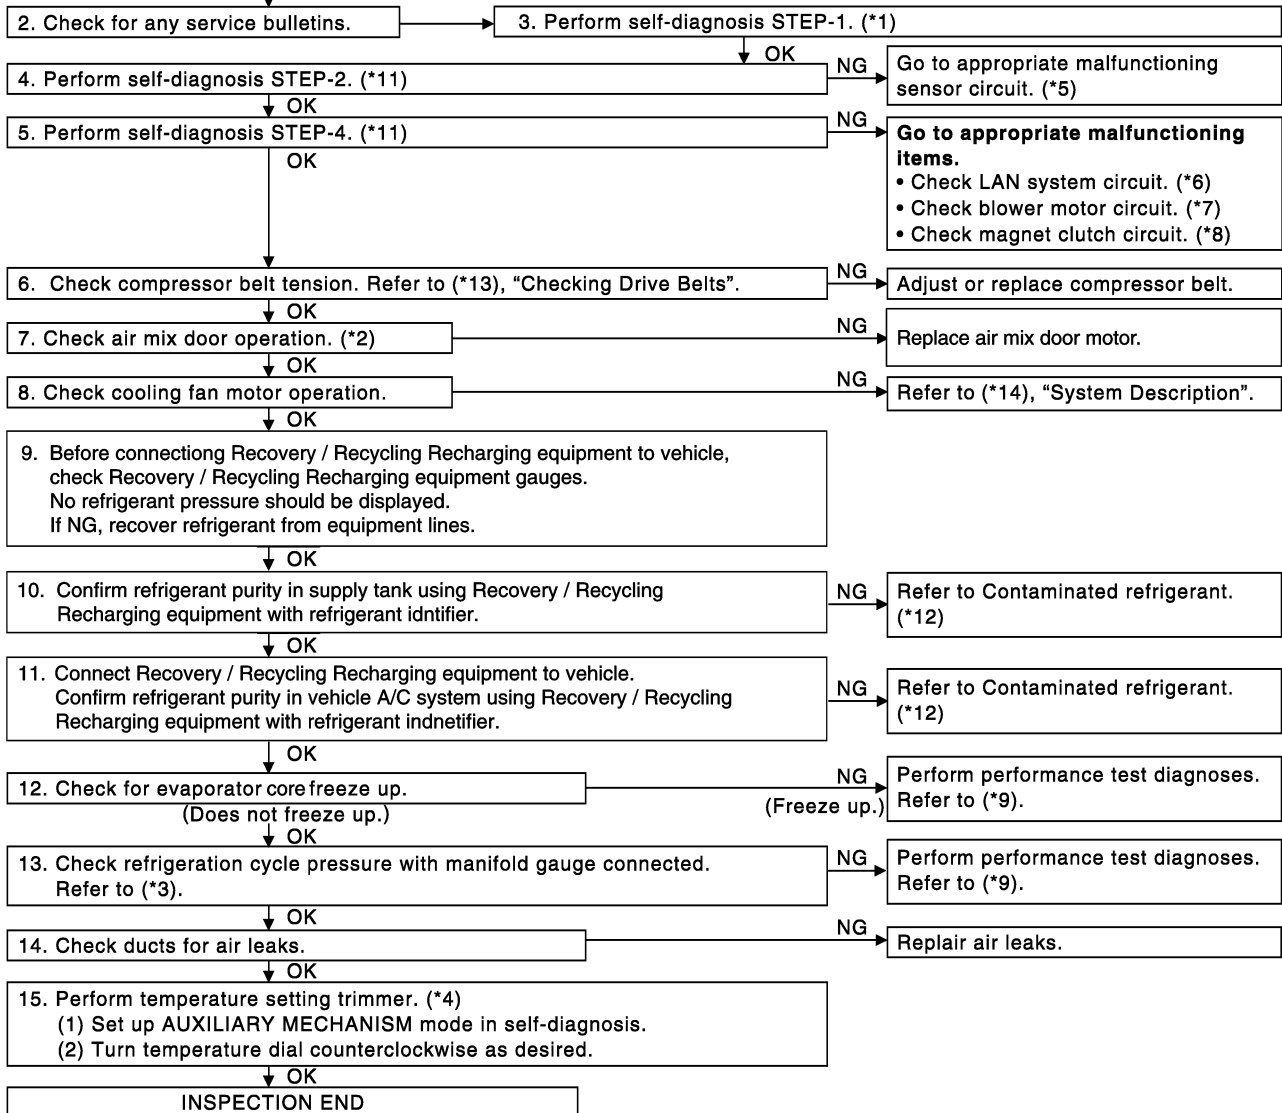 2. Check for any service bulletins.
3. Perform self-diagnosis STEP-1. (*1)
OK
4. Perform self-diagnosis STEP-2. (*11)
NG
Go to appropriate malfunctioning
sensor circuit. (*5)
OK
5. Perform self-diagnosis STEP-4. (*11)
NG
Go to appropriate malfunctioning
items.
• Check LAN system circuit. (*6)
• Check blower motor circuit. (*7)
• Check magnet clutch circuit. (*8)
OK
6. Check compressor belt tension. Refer to (*13), “Checking Drive Belts”.
NG
Adjust or replace compressor belt.
OK
7. Check air mix door operation. (*2)
NG
Replace air mix door motor.
OK
8. Check cooling fan motor operation.
NG
Refer to (*14), “System Description”.
OK
9. Before connectiong Recovery / Recycling Recharging equipment to vehicle,
check Recovery / Recycling Recharging equipment gauges.
No refrigerant pressure should be displayed.
If NG, recover refrigerant from equipment lines.
OK
10. Confirm refrigerant purity in supply tank using Recovery / Recycling
Recharging equipment with refrigerant idntifier.
NG
Refer to Contaminated refrigerant.
(*12)
OK
11. Connect Recovery / Recycling Recharging equipment to vehicle.
Confirm refrigerant purity in vehicle A/C system using Recovery / Recycling
Recharging equipment with refrigerant indnetifier.
NG
Refer to Contaminated refrigerant.
(*12)
OK
12. Check for evaporator core freeze up.
(Does not freeze up.)
NG
(Freeze up.)
Perform performance test diagnoses.
Refer to (*9).
OK
13. Check refrigeration cycle pressure with manifold gauge connected.
Refer to (*3).
NG
Perform performance test diagnoses.
Refer to (*9).
OK
14. Check ducts for air leaks.
NG
Replair air leaks.
OK
15. Perform temperature setting trimmer. (*4)
(1) Set up AUXILIARY MECHANISM mode in self-diagnosis.
(2) Turn temperature dial counterclockwise as desired.
OK
INSPECTION END